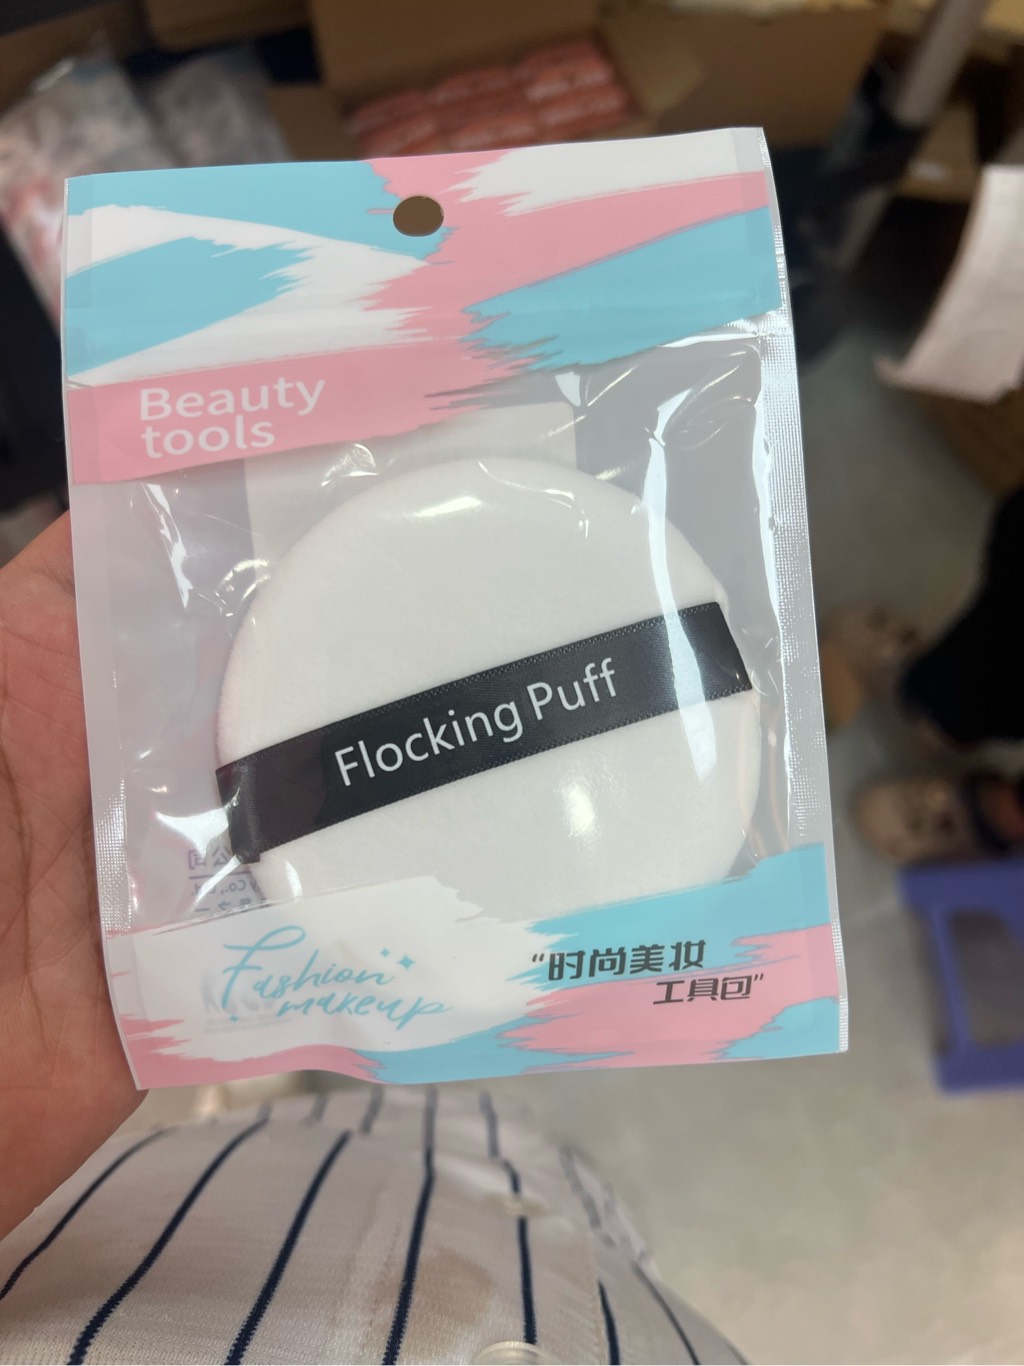 Beauty
tools
Flocking Puff
Fashion
makeup
“时尚美妆
工具包”